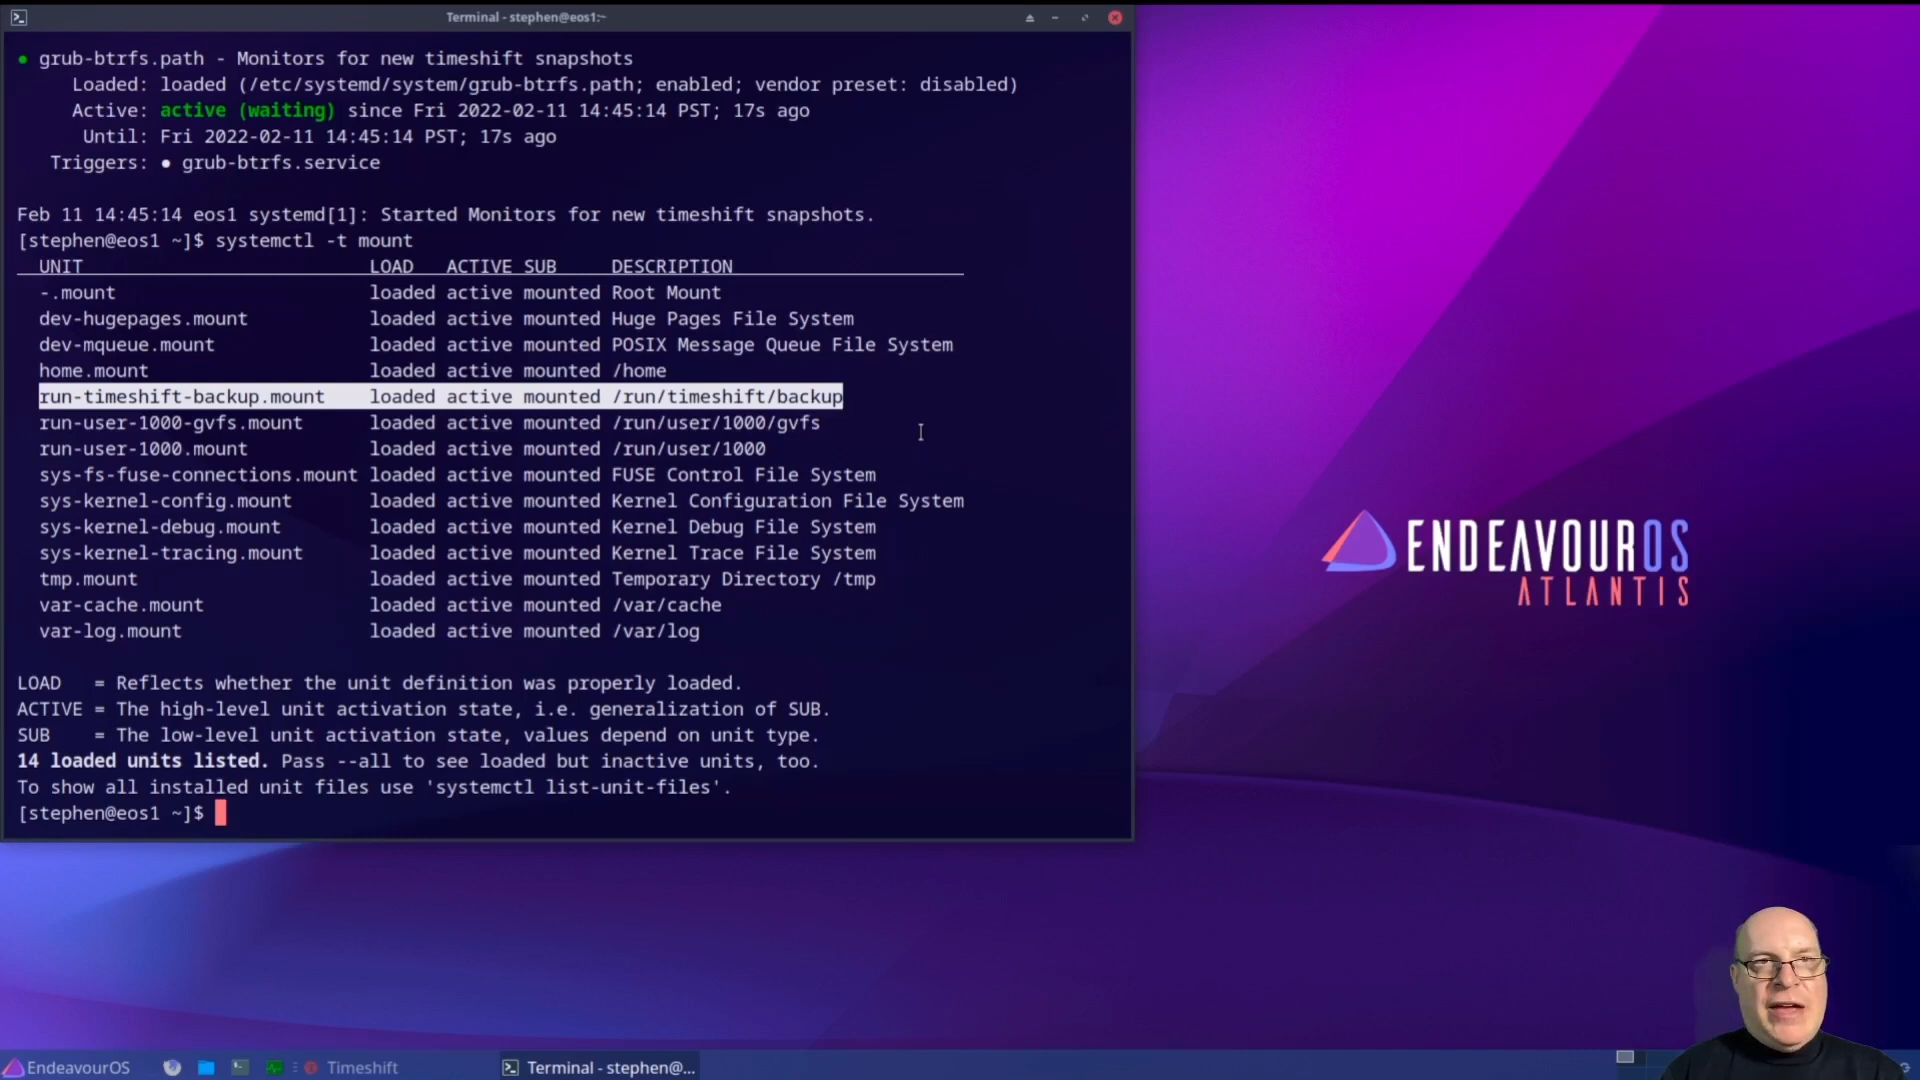 Terminal - stephen@eos1:~
● grub-btrfs.path - Monitors for new timeshift snapshots
Loaded: loaded (/etc/systemd/system/grub-btrfs.path; enabled; vendor preset: disabled)
Active: active (waiting) since Fri 2022-02-11 14:45:14 PST; 17s ago
Until: Fri 2022-02-11 14:45:14 PST; 17s ago
Triggers: ● grub-btrfs.service
Feb 11 14:45:14 eos1 systemd[1]: Started Monitors for new timeshift snapshots.
[stephen@eos1 ~]$ systemctl -t mount
UNIT LOAD ACTIVE SUB DESCRIPTION
-.mount loaded active mounted Root Mount
dev-hugepages.mount loaded active mounted Huge Pages File System
dev-mqueue.mount loaded active mounted POSIX Message Queue File System
home.mount loaded active mounted /home
run-timeshift-backup.mount loaded active mounted /run/timeshift/backup
run-user-1000-gvfs.mount loaded active mounted /run/user/1000/gvfs
run-user-1000.mount loaded active mounted /run/user/1000
sys-fs-fuse-connections.mount loaded active mounted FUSE Control File System
sys-kernel-config.mount loaded active mounted Kernel Configuration File System
sys-kernel-debug.mount loaded active mounted Kernel Debug File System
sys-kernel-tracing.mount loaded active mounted Kernel Trace File System
tmp.mount loaded active mounted Temporary Directory /tmp
var-cache.mount loaded active mounted /var/cache
var-log.mount loaded active mounted /var/log
LOAD = Reflects whether the unit definition was properly loaded.
ACTIVE = The high-level unit activation state, i.e. generalization of SUB.
SUB = The low-level unit activation state, values depend on unit type.
14 loaded units listed. Pass --all to see loaded but inactive units, too.
To show all installed unit files use 'systemctl list-unit-files'.
[stephen@eos1 ~]$
ENDEAVOUROS
ATLANTIS
EndeavourOS Timeshift Terminal - stephen@...